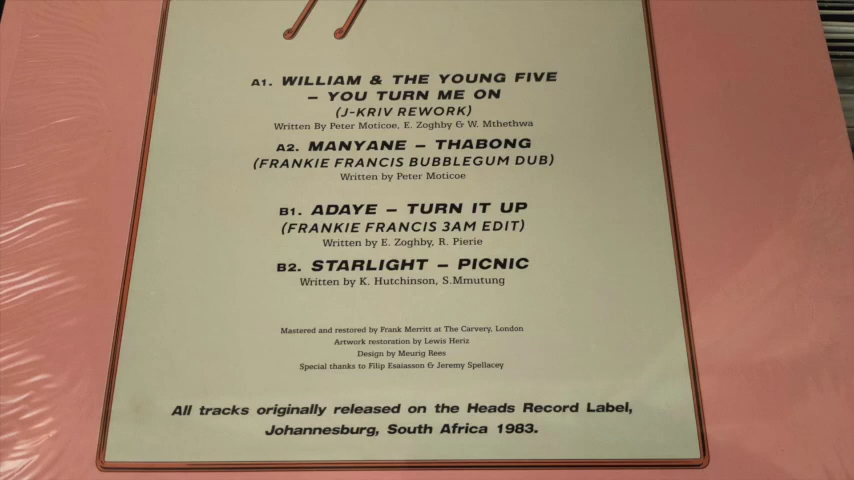 A1. WILLIAM & THE YOUNG FIVE
– YOU TURN ME ON
(J-KRIV REWORK)
Written By Peter Moticoe, E. Zoghby & W. Mthethwa
A2. MANYANE – THABONG
(FRANKIE FRANCIS BUBBLEGUM DUB)
Written by Peter Moticoe
B1. ADAYE – TURN IT UP
(FRANKIE FRANCIS 3AM EDIT)
Written by E. Zoghby, R. Pierie
B2. STARLIGHT – PICNIC
Written by K. Hutchinson, S.Mmutung
Mastered and restored by Frank Merritt at The Carvery, London
Artwork restoration by Lewis Heriz
Design by Meurig Rees
Special thanks to Filip Esaiasson & Jeremy Spellacey
All tracks originally released on the Heads Record Label,
Johannesburg, South Africa 1983.